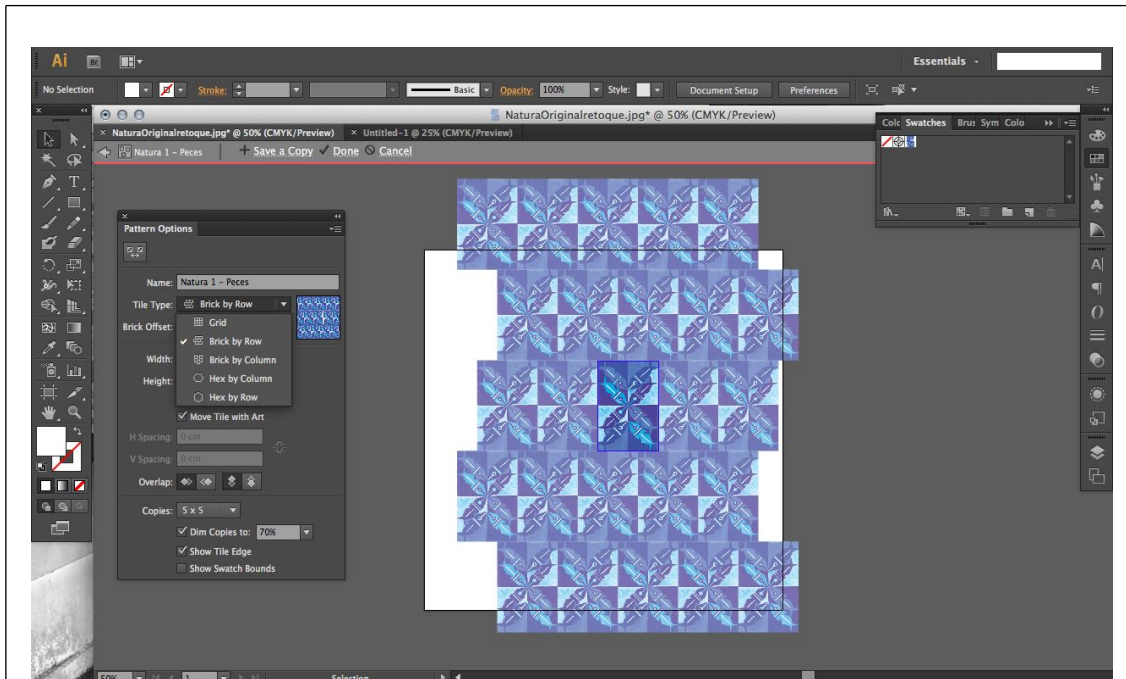 Ai Br Essentials
No Selection Stroke: Basic Opacity: 100% Style: Document Setup Preferences
NaturaOriginalretoque.jpg* @ 50% (CMYK/Preview)
× NaturaOriginalretoque.jpg* @ 50% (CMYK/Preview) × Untitled-1 @ 25% (CMYK/Preview)
Natura 1 - Peces + Save a Copy ✓ Done Cancel
Colo Swatches Brus Sym Colo
Pattern Options
Name: Natura 1 - Peces
Tile Type: Brick by Row
Brick Offset: Grid
✓ Brick by Row
Width: Brick by Column
Height: Hex by Column
Hex by Row
✓ Move Tile with Art
H Spacing: 0 cm
V Spacing: 0 cm
Overlap:
Copies: 5 x 5
✓ Dim Copies to: 70%
✓ Show Tile Edge
Show Swatch Bounds
50% 1 Selection